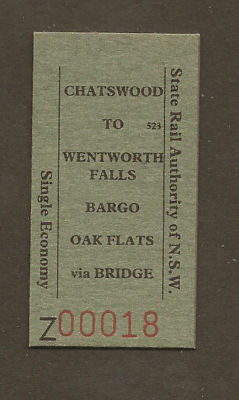 CHATSWOOD
TO
523
WENTWORTH
FALLS
BARGO
OAK FLATS
via BRIDGE
State Rail Authority of N.S.W.
Single Economy
Z00018